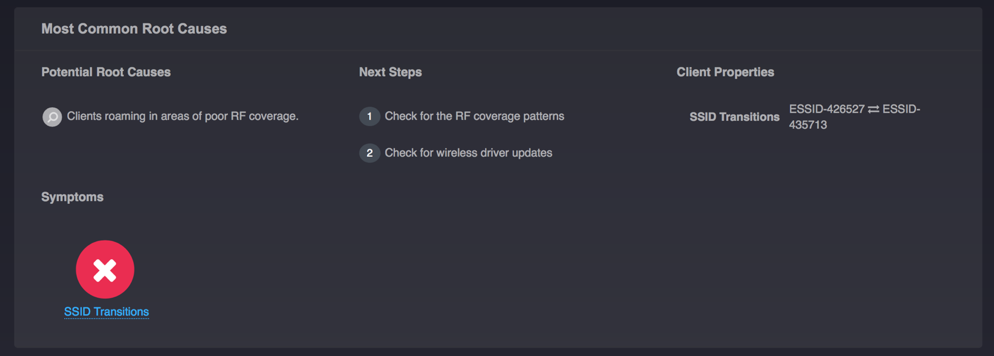 Most Common Root Causes
Potential Root Causes
Next Steps
Client Properties
Clients roaming in areas of poor RF coverage.
1 Check for the RF coverage patterns
2 Check for wireless driver updates
SSID Transitions
ESSID-426527 ⇄ ESSID-
435713
Symptoms
SSID Transitions